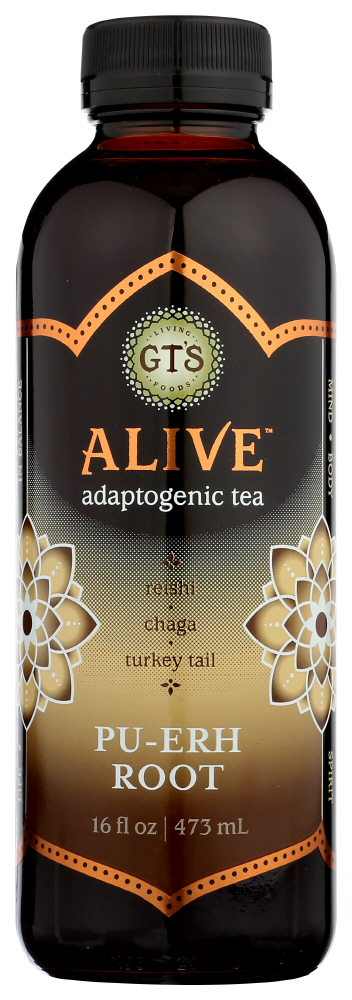 LIVING
GT'S
FOODS
ALIVE™
adaptogenic tea
reishi
chaga
turkey tail
PU-ERH
ROOT
16 fl oz | 473 mL
IN BALANCE
MIND • BODY
SPIRIT